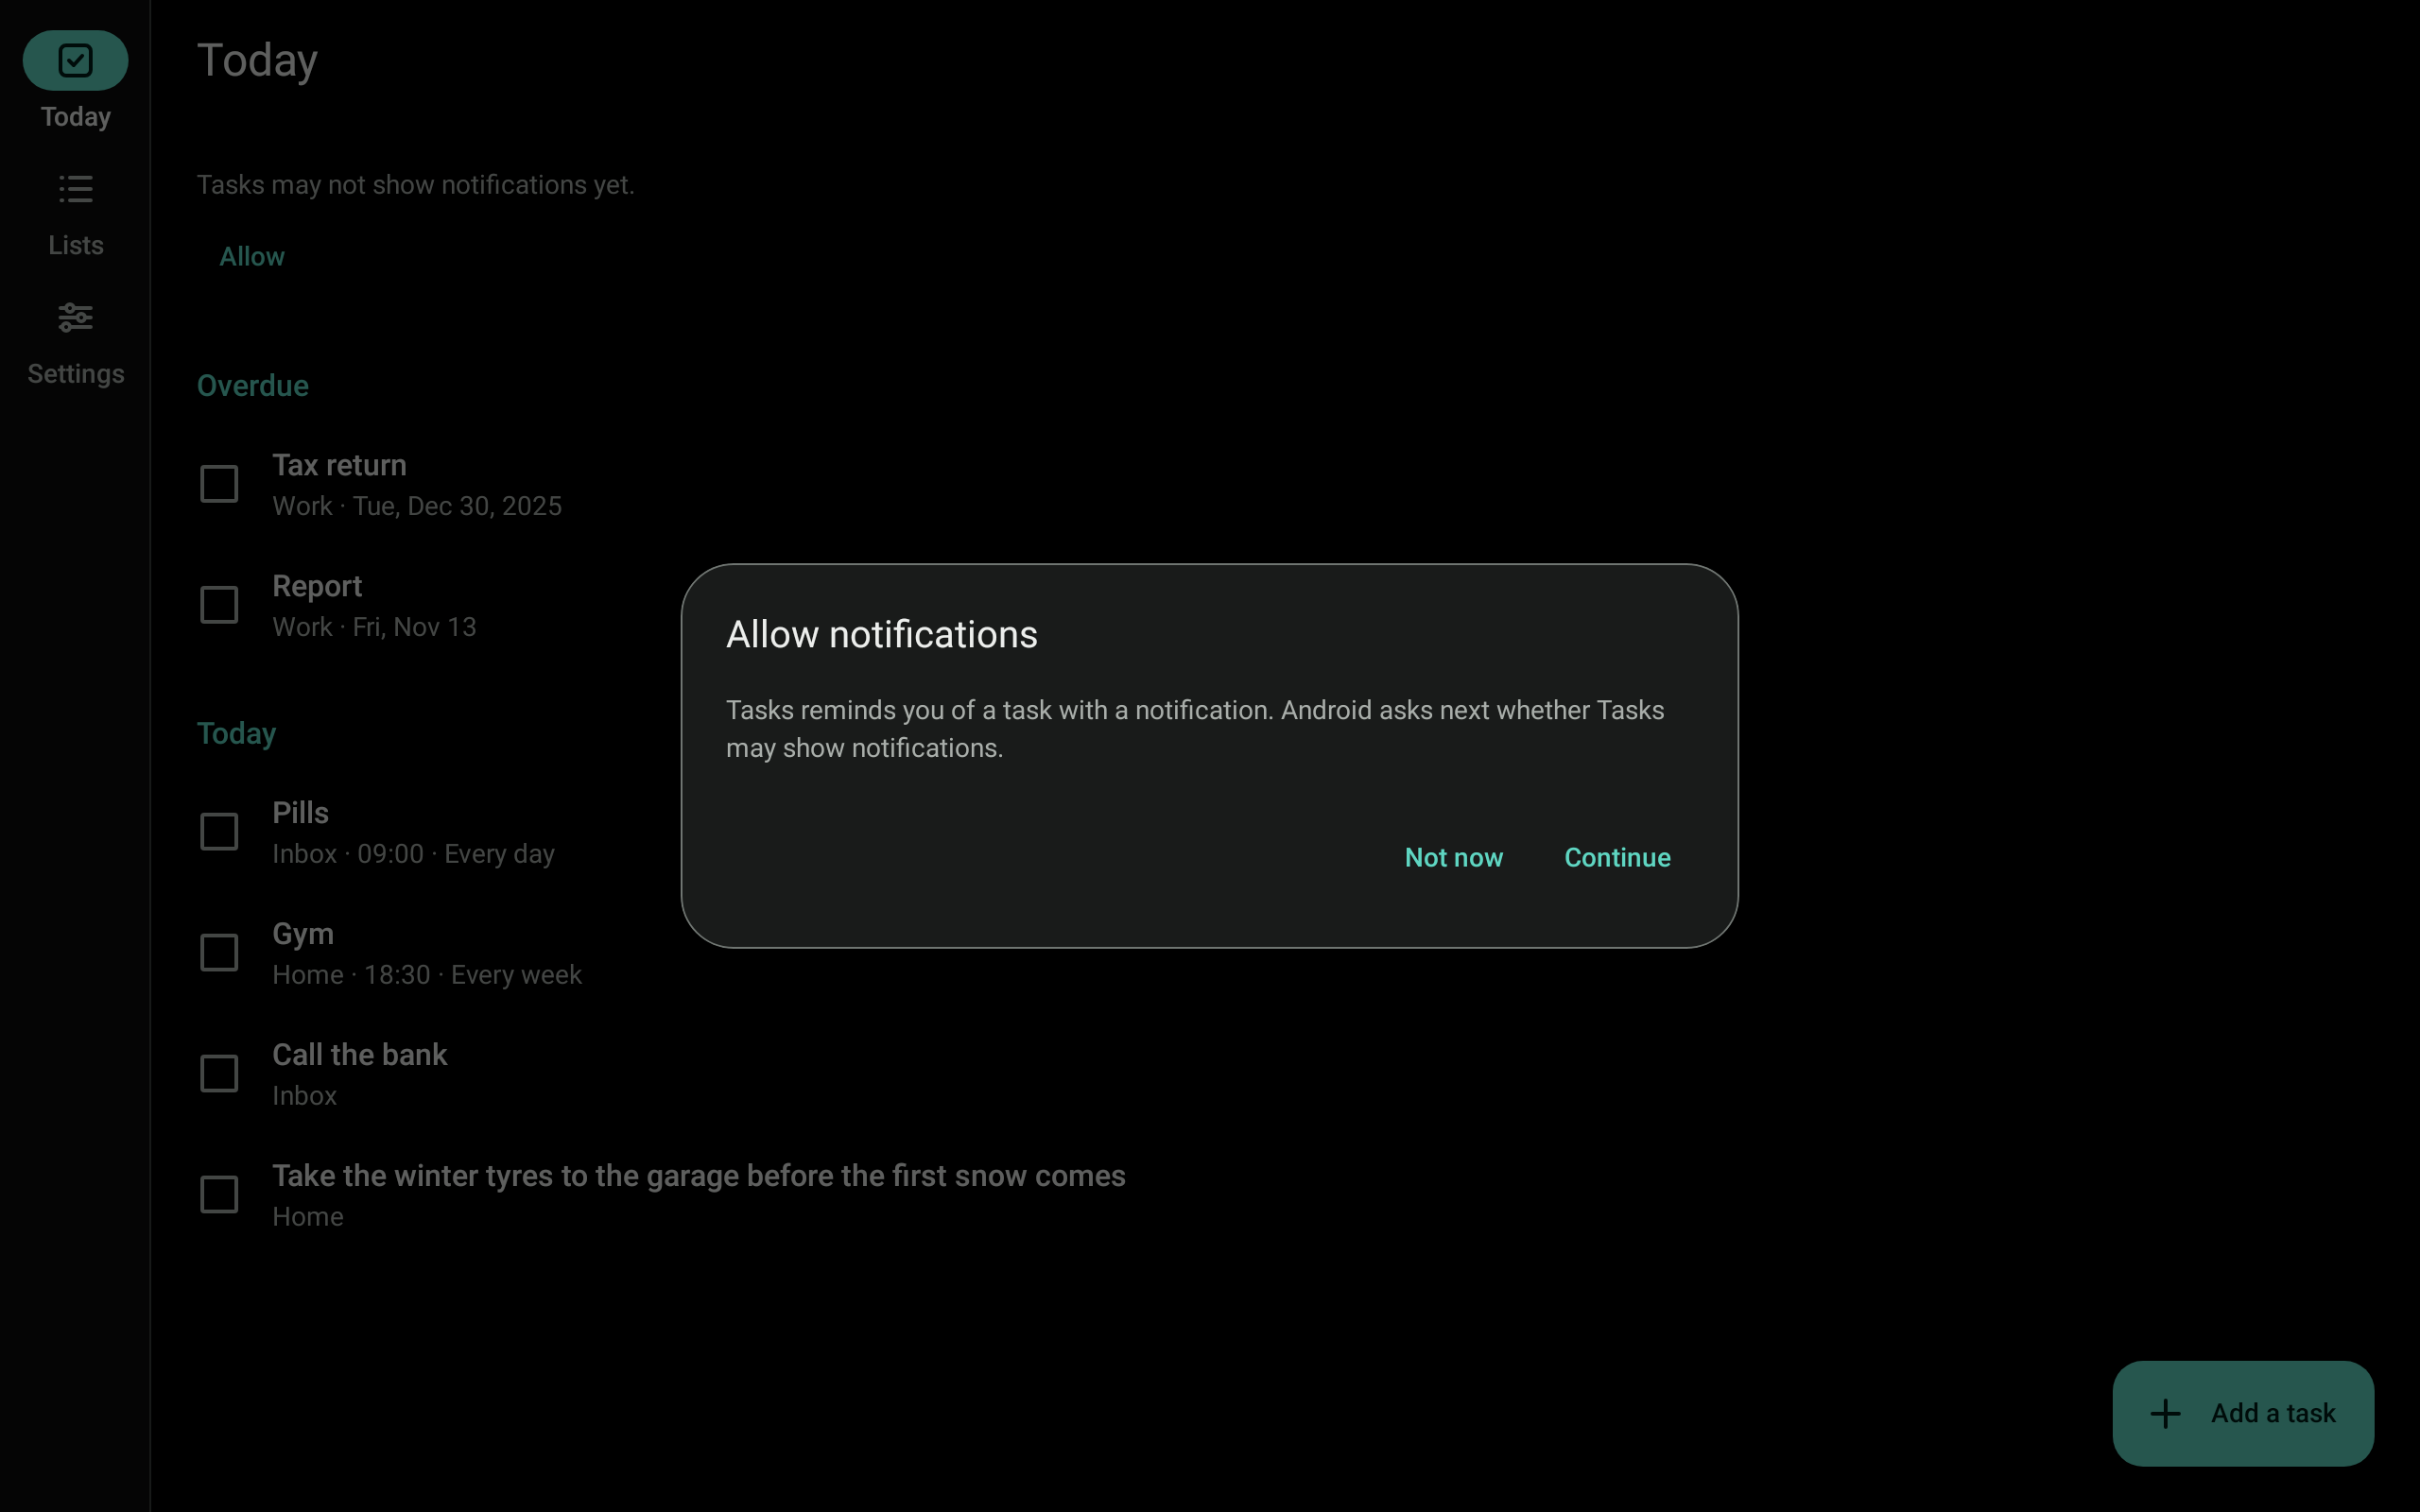 Today
Lists
Settings
Today
Tasks may not show notifications yet.
Allow
Overdue
Tax return
Work · Tue, Dec 30, 2025
Report
Work · Fri, Nov 13
Today
Pills
Inbox · 09:00 · Every day
Gym
Home · 18:30 · Every week
Call the bank
Inbox
Take the winter tyres to the garage before the first snow comes
Home
Allow notifications
Tasks reminds you of a task with a notification. Android asks next whether Tasks
may show notifications.
Not now
Continue
Add a task